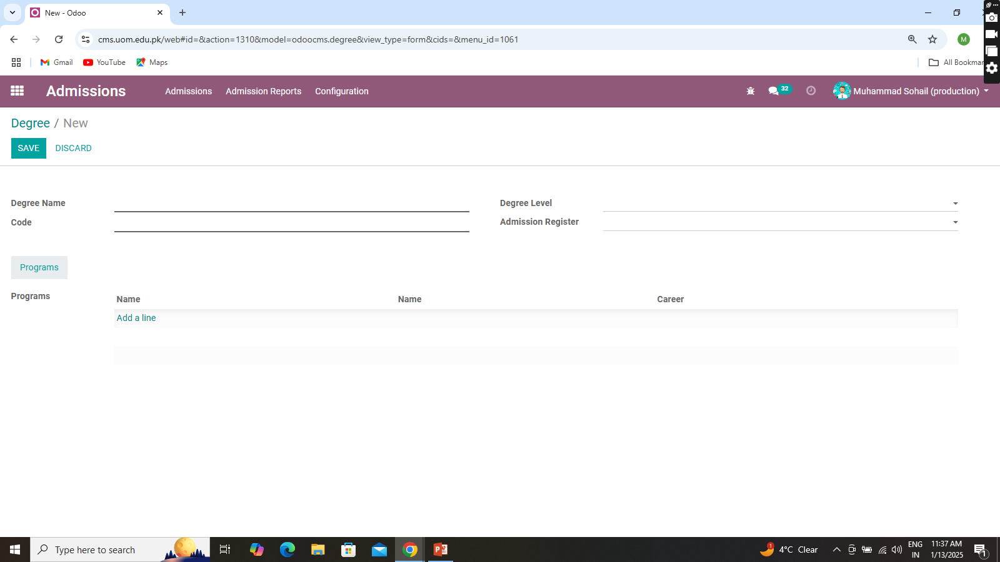 New - Odoo
cms.uom.edu.pk/web#id=&action=1310&model=odoocms.degree&view_type=form&cids=&menu_id=1061
M
Gmail
YouTube
Maps
All Bookmar
Admissions
Admissions
Admission Reports
Configuration
32
Muhammad Sohail (production)
Degree / New
SAVE
DISCARD
Degree Name
Degree Level
Code
Admission Register
Programs
Programs
Name
Name
Career
Add a line
Type here to search
1
4°C Clear
ENG
IN
11:37 AM
1/13/2025
1